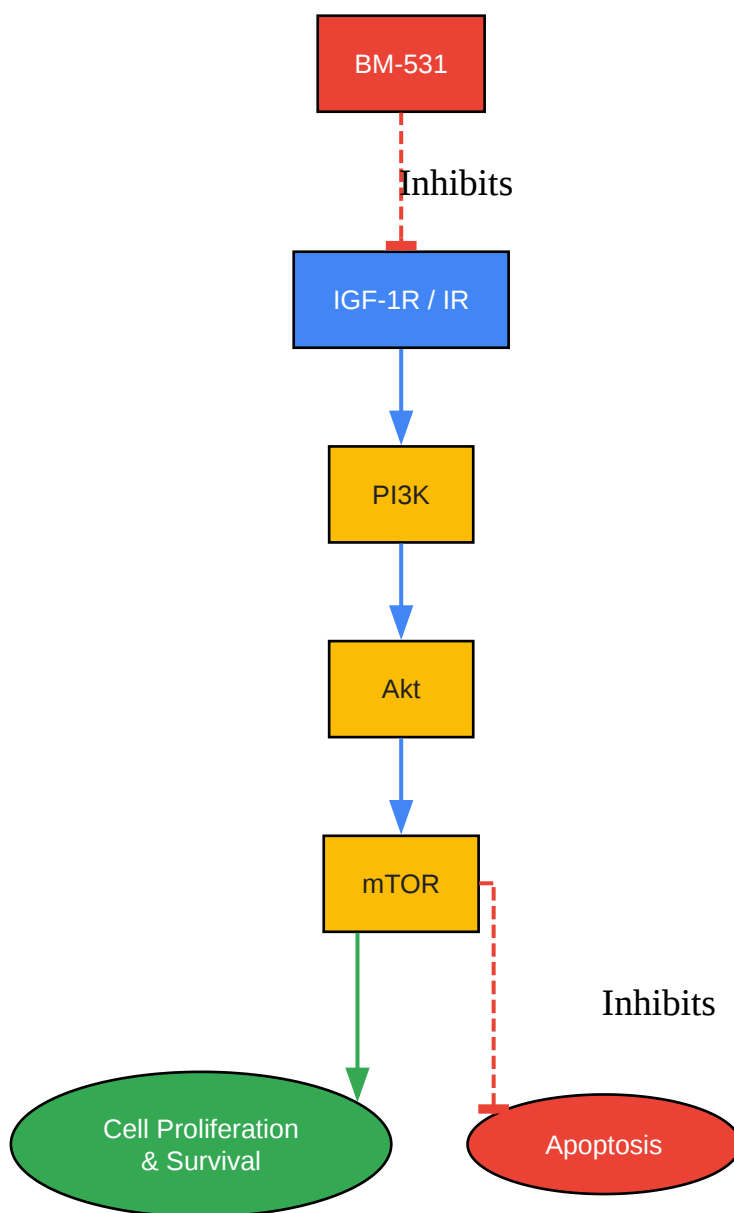 BM-531
Inhibits
IGF-1R / IR
PI3K
Akt
mTOR
Inhibits
Cell Proliferation
& Survival
Apoptosis